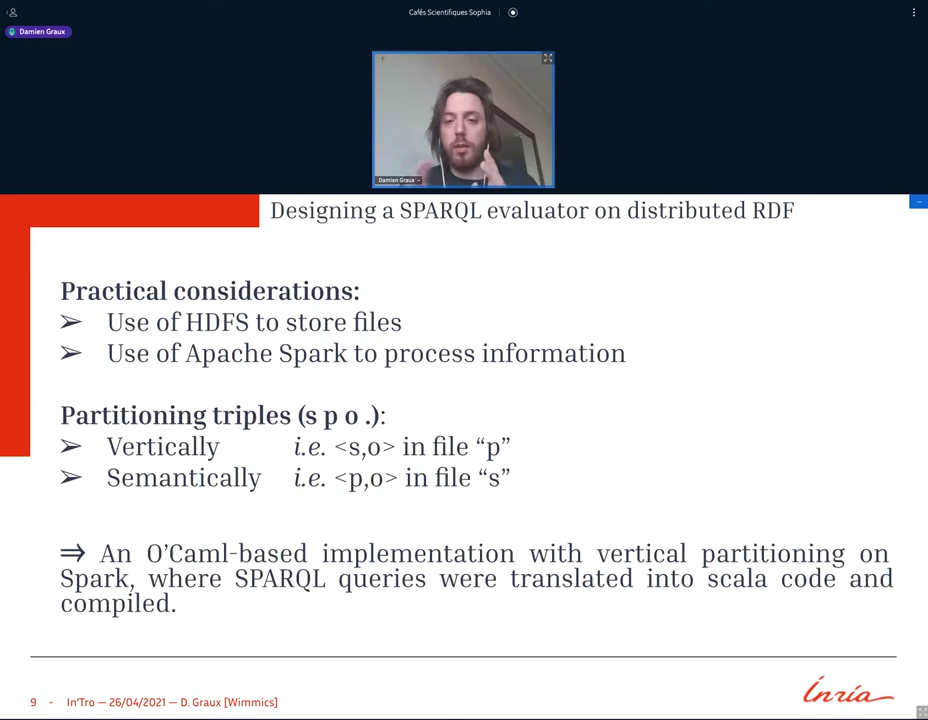 Cafés Scientifiques Sophia
Damien Graux
Damien Graux
Designing a SPARQL evaluator on distributed RDF
Practical considerations:
➢ Use of HDFS to store files
➢ Use of Apache Spark to process information
Partitioning triples (s p o .):
➢ Vertically i.e. <s,o> in file “p”
➢ Semantically i.e. <p,o> in file “s”
⇒ An O’Caml-based implementation with vertical partitioning on
Spark, where SPARQL queries were translated into scala code and
compiled.
9 - In’Tro — 26/04/2021 — D. Graux [Wimmics]
Inria